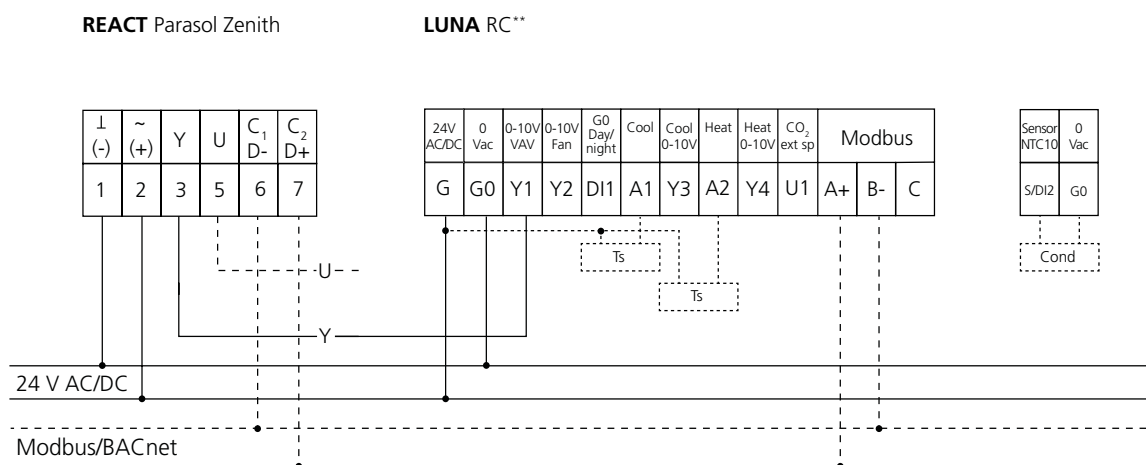 REACT Parasol Zenith
LUNA RC**
⊥ (-)
~ (+)
Y
U
C₁ D-
C₂ D+
1
2
3
5
6
7
24V AC/DC
0 Vac
0-10V VAV
0-10V Fan
G0 Day/ night
Cool
Cool 0-10V
Heat
Heat 0-10V
CO₂ ext sp
Modbus
G
G0
Y1
Y2
DI1
A1
Y3
A2
Y4
U1
A+
B-
C
Sensor NTC10
0 Vac
S/DI2
G0
Ts
Ts
Cond
U
Y
24 V AC/DC
Modbus/BACnet